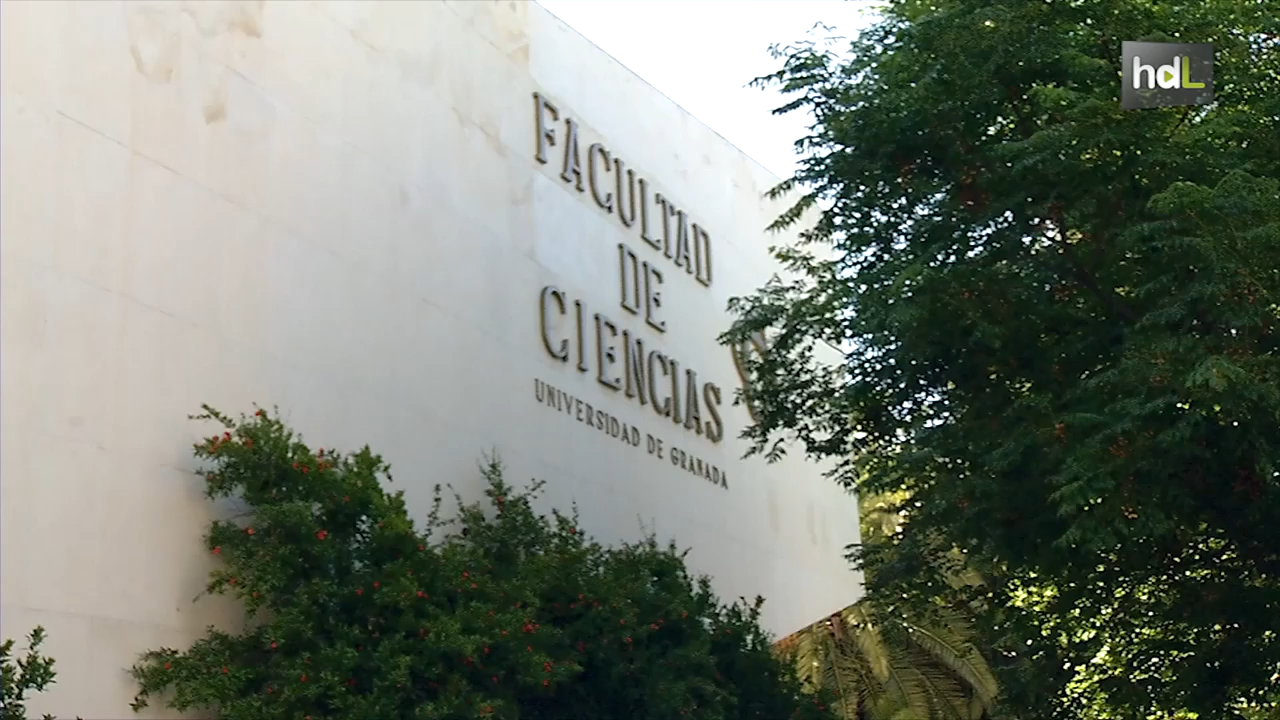 hdL
FACULTAD
DE
CIENCIAS
UNIVERSIDAD DE GRANADA